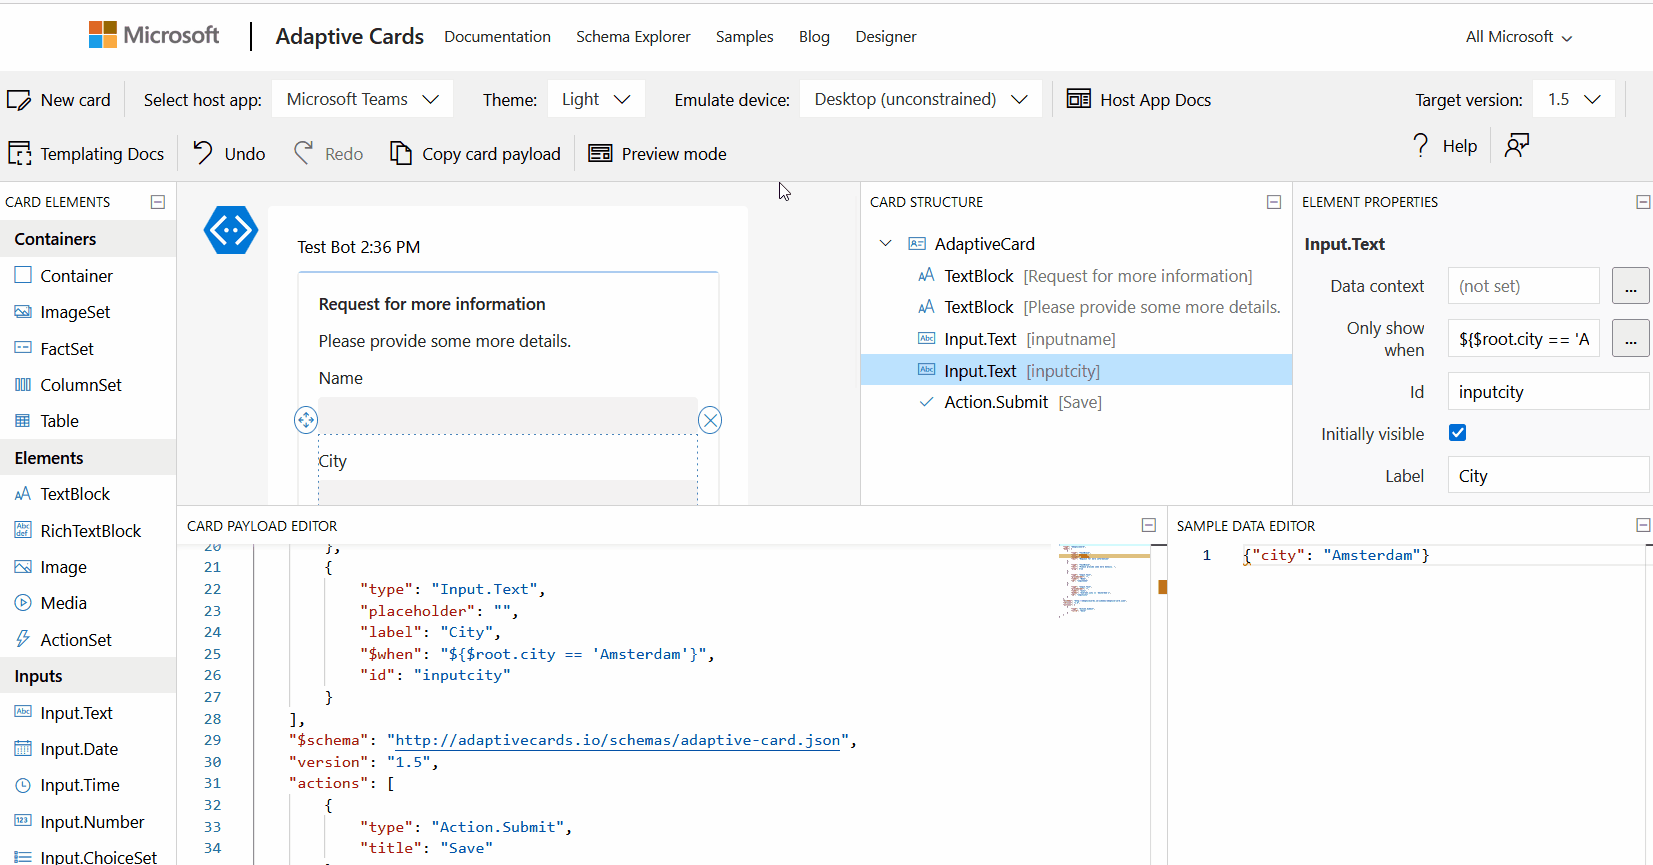 Microsoft | Adaptive Cards Documentation Schema Explorer Samples Blog Designer All Microsoft
New card Select host app: Microsoft Teams Theme: Light Emulate device: Desktop (unconstrained) Host App Docs Target version: 1.5
Templating Docs Undo Redo Copy card payload Preview mode ? Help
CARD ELEMENTS
Containers
Container
ImageSet
FactSet
ColumnSet
Table
Elements
TextBlock
RichTextBlock
Image
Media
ActionSet
Inputs
Input.Text
Input.Date
Input.Time
Input.Number
Input.ChoiceSet
Test Bot 2:36 PM
Request for more information
Please provide some more details.
Name
City
CARD STRUCTURE
AdaptiveCard
TextBlock [Request for more information]
TextBlock [Please provide some more details.
Input.Text [inputname]
Input.Text [inputcity]
Action.Submit [Save]
ELEMENT PROPERTIES
Input.Text
Data context (not set) ...
Only show when ${$root.city == 'A ...
Id inputcity
Initially visible
Label City
CARD PAYLOAD EDITOR
20 },
21 {
22 "type": "Input.Text",
23 "placeholder": "",
24 "label": "City",
25 "$when": "${$root.city == 'Amsterdam'}",
26 "id": "inputcity"
27 }
28 ],
29 "$schema": "http://adaptivecards.io/schemas/adaptive-card.json",
30 "version": "1.5",
31 "actions": [
32 {
33 "type": "Action.Submit",
34 "title": "Save"
SAMPLE DATA EDITOR
1 {"city": "Amsterdam"}